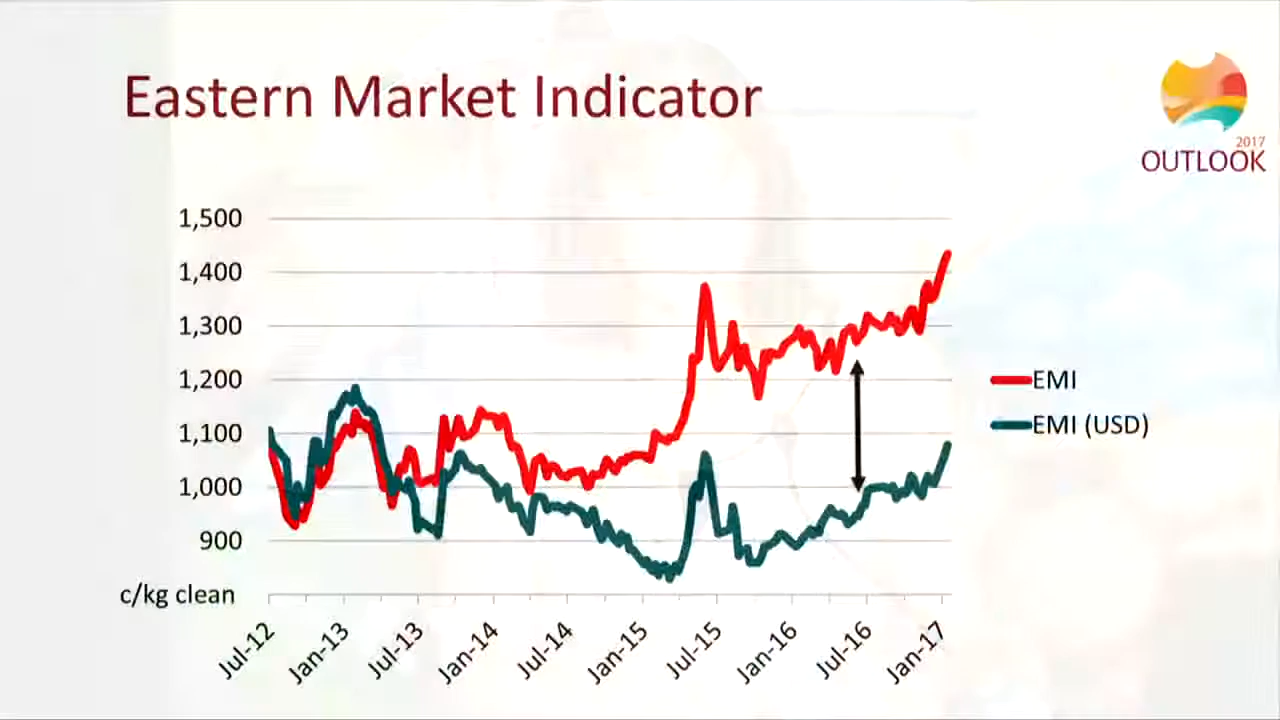 Eastern Market Indicator
2017
OUTLOOK
1,500
1,400
1,300
1,200
1,100
1,000
900
c/kg clean
EMI
EMI (USD)
Jul-12
Jan-13
Jul-13
Jan-14
Jul-14
Jan-15
Jul-15
Jan-16
Jul-16
Jan-17